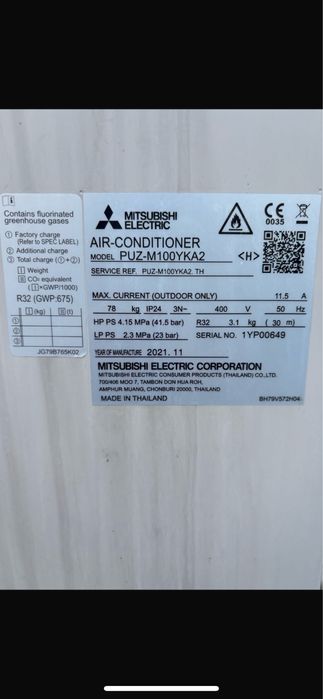 Contains fluorinated
greenhouse gases
① Factory charge
(Refer to SPEC LABEL)
② Additional charge
③ Total charge (①+②)
1 Weight
2 CO₂ equivalent
(1×GWP/1000)
R32 (GWP:675)
1 (kg) 2 (t)
①
②
③
JG79B765K02
MITSUBISHI
ELECTRIC
CE
0035
AIR-CONDITIONER
MODEL PUZ-M100YKA2 <H>
SERVICE REF. PUZ-M100YKA2. TH
MAX. CURRENT (OUTDOOR ONLY) 11.5 A
78 kg IP24 3N~ 400 V 50 Hz
HP PS 4.15 MPa (41.5 bar) R32 3.1 kg ( 30 m)
LP PS 2.3 MPa (23 bar) SERIAL NO. 1YP00649
YEAR OF MANUFACTURE 2021. 11
MITSUBISHI ELECTRIC CORPORATION
MITSUBISHI ELECTRIC CONSUMER PRODUCTS (THAILAND) CO.,LTD.
700/406 MOO 7, TAMBON DON HUA ROH,
AMPHUR MUANG, CHONBURI 20000, THAILAND
MADE IN THAILAND BH79V572H04